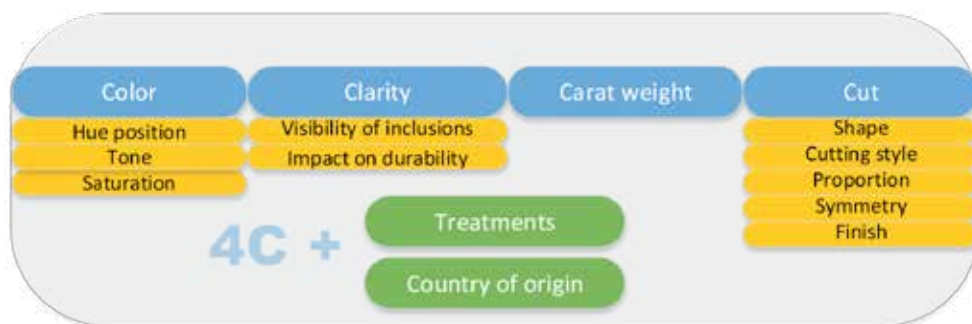 Color
Hue position
Tone
Saturation
Clarity
Visibility of inclusions
Impact on durability
Carat weight
Cut
Shape
Cutting style
Proportion
Symmetry
Finish
4C +
Treatments
Country of origin